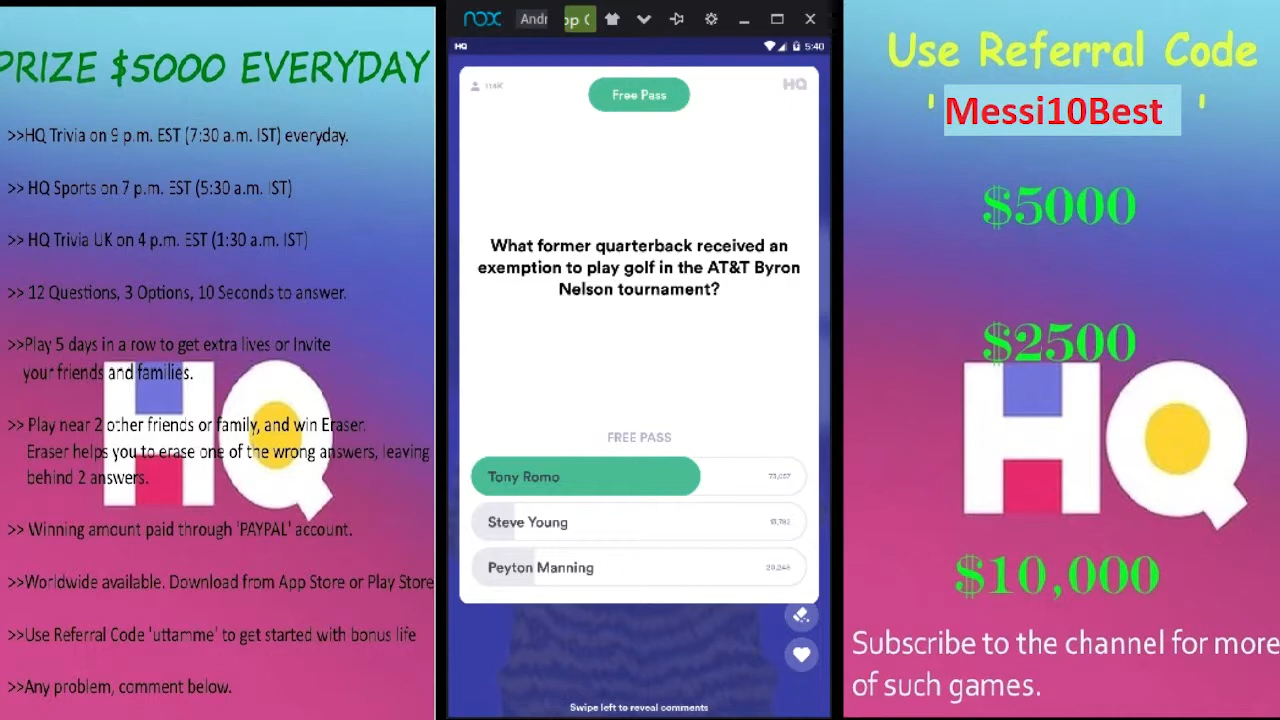 PRIZE $5000 EVERYDAY
>>HQ Trivia on 9 p.m. EST (7:30 a.m. IST) everyday.
>> HQ Sports on 7 p.m. EST (5:30 a.m. IST)
>> HQ Trivia UK on 4 p.m. EST (1:30 a.m. IST)
>> 12 Questions, 3 Options, 10 Seconds to answer.
>>Play 5 days in a row to get extra lives or Invite
your friends and families.
>> Play near 2 other friends or family, and win Eraser.
Eraser helps you to erase one of the wrong answers, leaving
behind 2 answers.
>> Winning amount paid through 'PAYPAL' account.
>>Worldwide available. Download from App Store or Play Store
>>Use Referral Code 'uttamme' to get started with bonus life
>>Any problem, comment below.
HQ
nox Andr op
HQ 5:40
Free Pass HQ
What former quarterback received an
exemption to play golf in the AT&T Byron
Nelson tournament?
FREE PASS
Tony Romo
Steve Young
Peyton Manning
Swipe left to reveal comments
Use Referral Code
' Messi10Best '
$5000
$2500
HQ
$10,000
Subscribe to the channel for more
of such games.